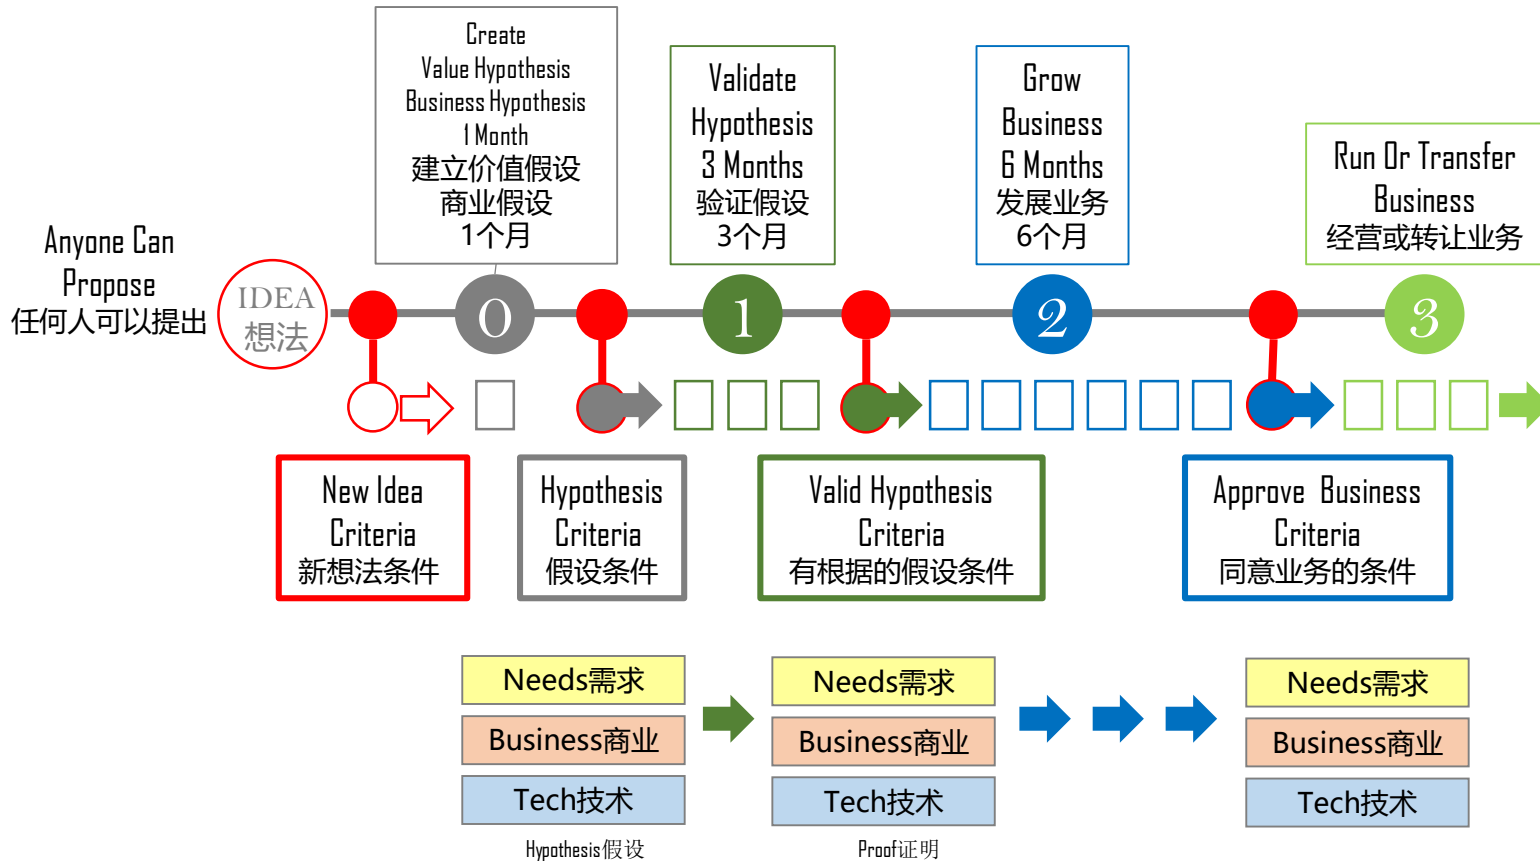 Create
Value Hypothesis
Business Hypothesis
1 Month
建立价值假设
商业假设
1个月
Validate
Hypothesis
3 Months
验证假设
3个月
Grow
Business
6 Months
发展业务
6个月
Run Or Transfer
Business
经营或转让业务
Anyone Can
Propose
任何人可以提出
IDEA
想法
0
1
2
3
New Idea
Criteria
新想法条件
Hypothesis
Criteria
假设条件
Valid Hypothesis
Criteria
有根据的假设条件
Approve Business
Criteria
同意业务的条件
Needs需求
Business商业
Tech技术
Hypothesis假设
Needs需求
Business商业
Tech技术
Proof证明
Needs需求
Business商业
Tech技术